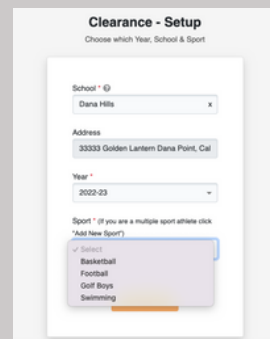 Clearance - Setup
Choose which Year, School & Sport
School *
Dana Hills x
Address
33333 Golden Lantern Dana Point, Cal
Year *
2022-23
Sport * (If you are a multiple sport athlete click
"Add New Sport")
✓ Select
Basketball
Football
Golf Boys
Swimming